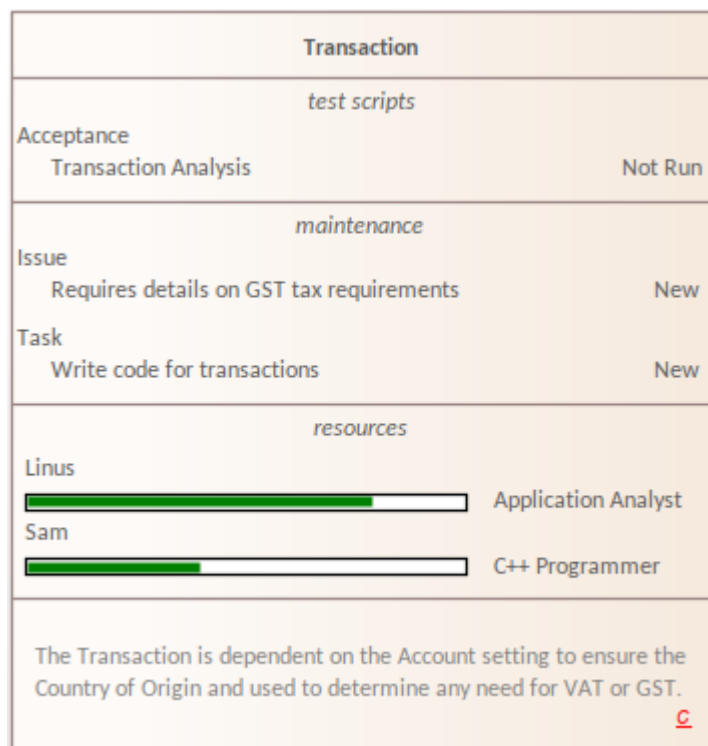 Transaction
test scripts
Acceptance
Transaction Analysis Not Run
maintenance
Issue
Requires details on GST tax requirements New
Task
Write code for transactions New
resources
Linus
Application Analyst
Sam
C++ Programmer
The Transaction is dependent on the Account setting to ensure the
Country of Origin and used to determine any need for VAT or GST.
C